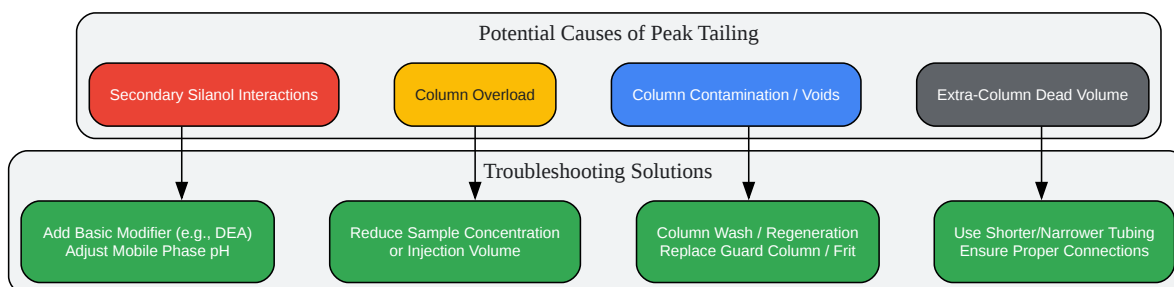 Potential Causes of Peak Tailing
Secondary Silanol Interactions
Column Overload
Column Contamination / Voids
Extra-Column Dead Volume
Troubleshooting Solutions
Add Basic Modifier (e.g., DEA)
Adjust Mobile Phase pH
Reduce Sample Concentration
or Injection Volume
Column Wash / Regeneration
Replace Guard Column / Frit
Use Shorter/Narrower Tubing
Ensure Proper Connections